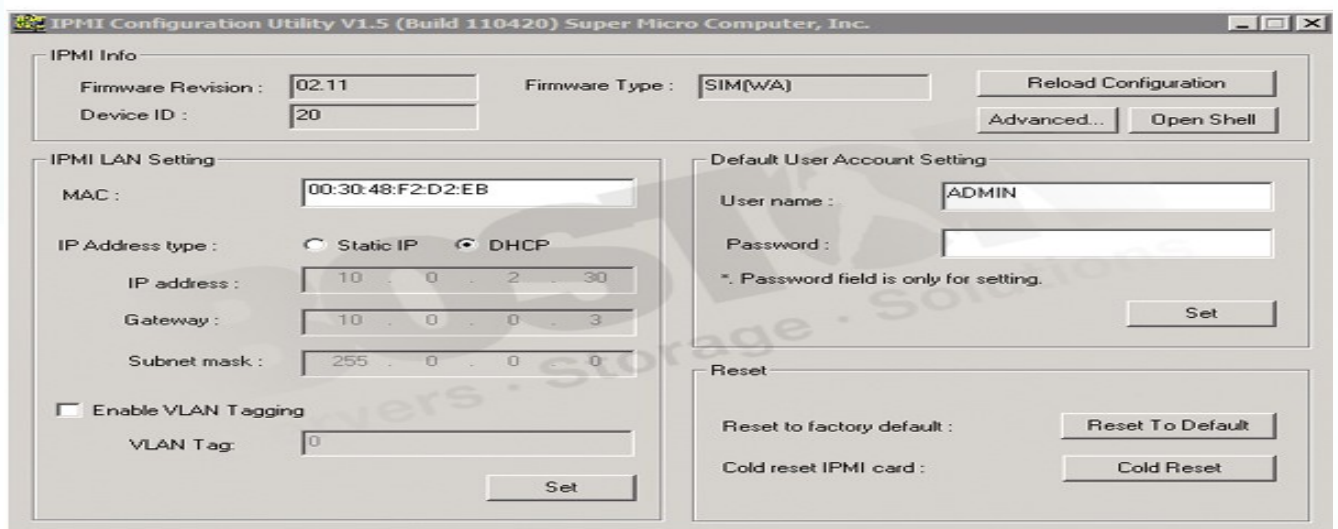 IPMI Configuration Utility V1.5 (Build 110420) Super Micro Computer, Inc.
IPMI Info
Firmware Revision : 02.11 Firmware Type : SIM(WA) Reload Configuration
Device ID : 20 Advanced... Open Shell
IPMI LAN Setting
MAC : 00:30:48:F2:D2:EB
IP Address type : Static IP DHCP
IP address : 10 . 0 . 2 . 30
Gateway : 10 . 0 . 0 . 3
Subnet mask : 255 . 0 . 0 . 0
Enable VLAN Tagging
VLAN Tag: 0
Set
Default User Account Setting
User name : ADMIN
Password :
*. Password field is only for setting.
Set
Reset
Reset to factory default : Reset To Default
Cold reset IPMI card : Cold Reset
Servers · Storage · Solutions